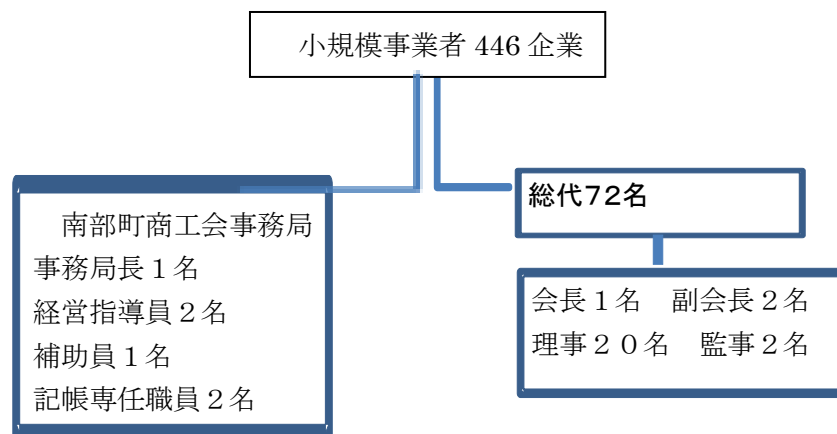 小規模事業者 446 企業
南部町商工会事務局
事務局長１名
経営指導員２名
補助員１名
記帳専任職員２名
総代72名
会長１名　副会長２名
理事２０名　監事２名